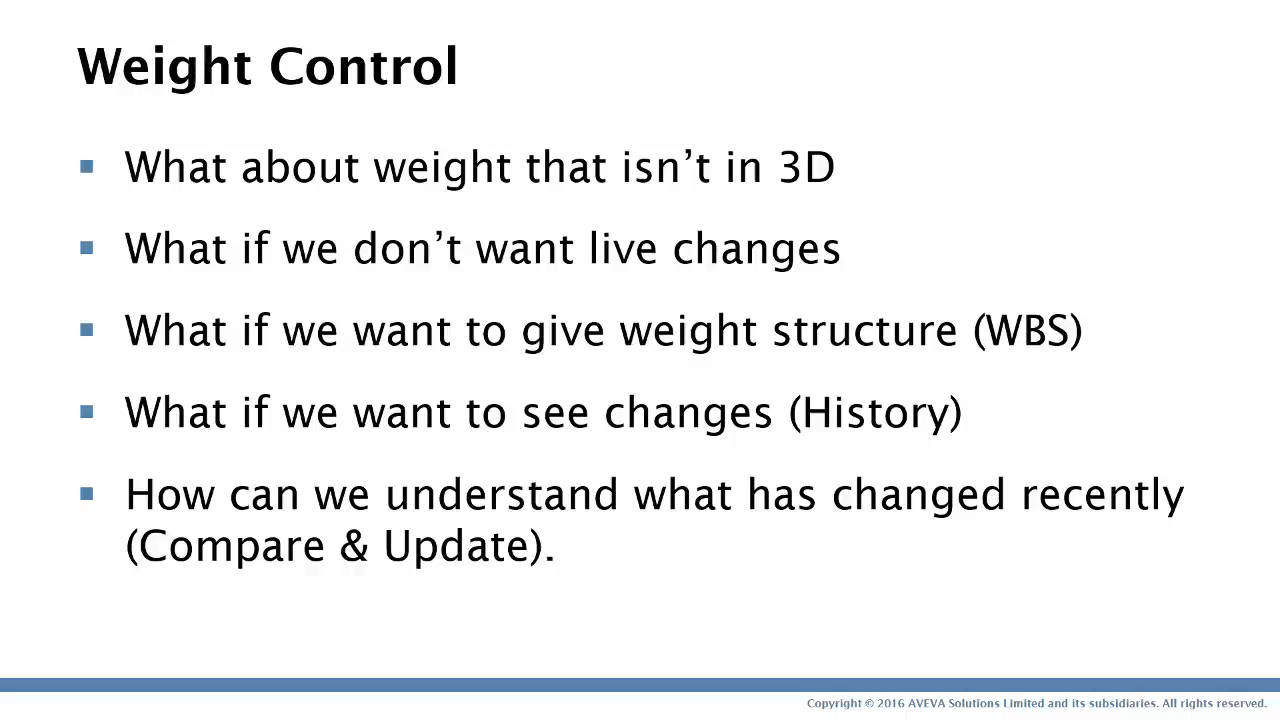 Weight Control
▪ What about weight that isn’t in 3D
▪ What if we don’t want live changes
▪ What if we want to give weight structure (WBS)
▪ What if we want to see changes (History)
▪ How can we understand what has changed recently
(Compare & Update).
Copyright © 2016 AVEVA Solutions Limited and its subsidiaries. All rights reserved.